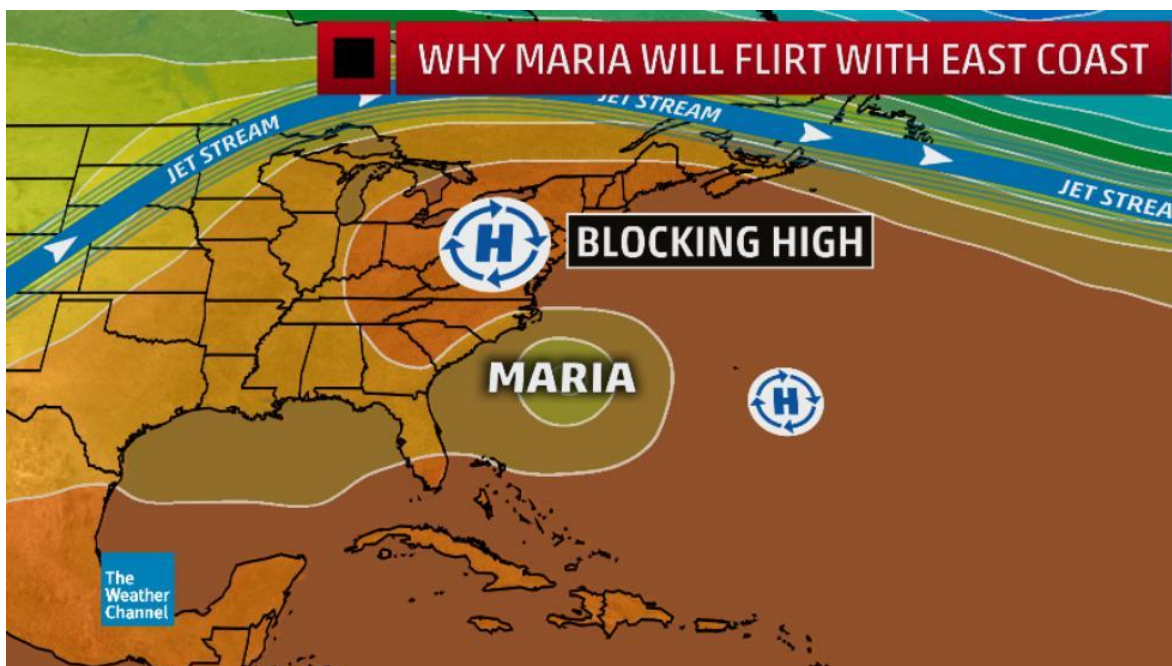 WHY MARIA WILL FLIRT WITH EAST COAST
JET STREAM
JET STREAM
JET STREA
H
BLOCKING HIGH
MARIA
H
The
Weather
Channel